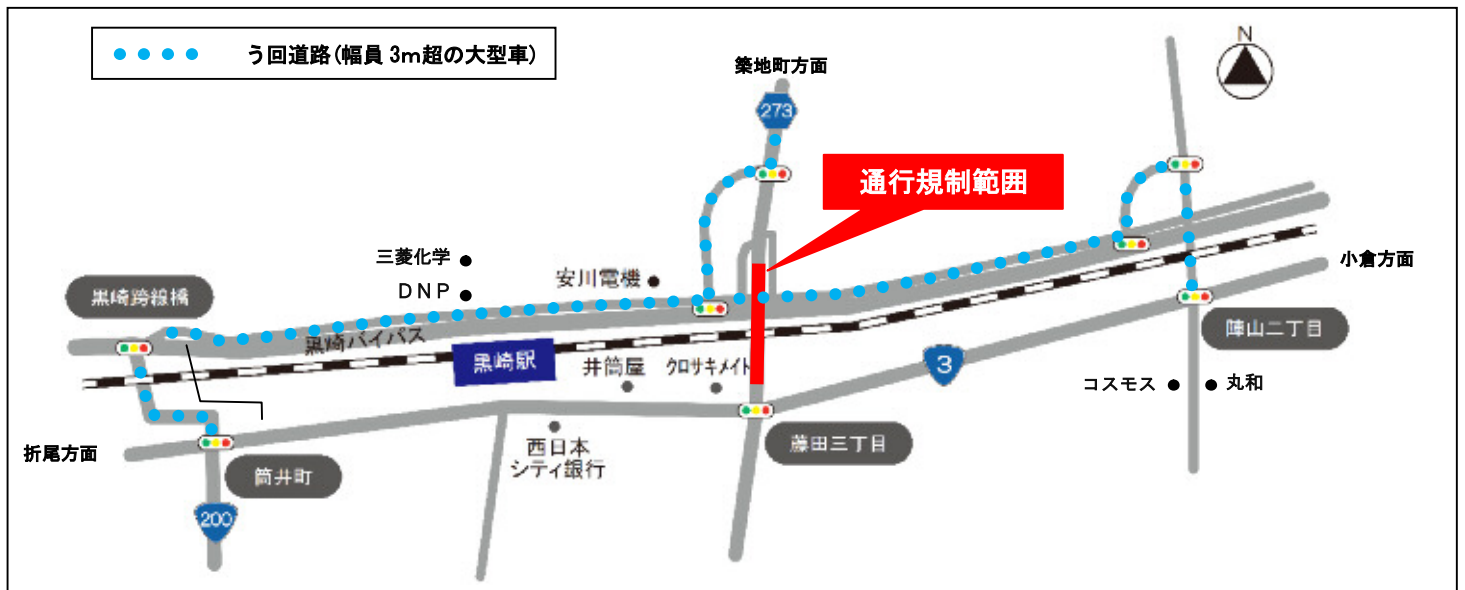 う回道路(幅員 3m超の大型車)
築地町方面
N
273
通行規制範囲
三菱化学
DNP
安川電機
小倉方面
黒崎跨線橋
黒崎バイパス
陣山二丁目
黒崎駅
井筒屋
クロサキメイト
3
コスモス
丸和
折尾方面
西日本
シティ銀行
藤田三丁目
筒井町
200